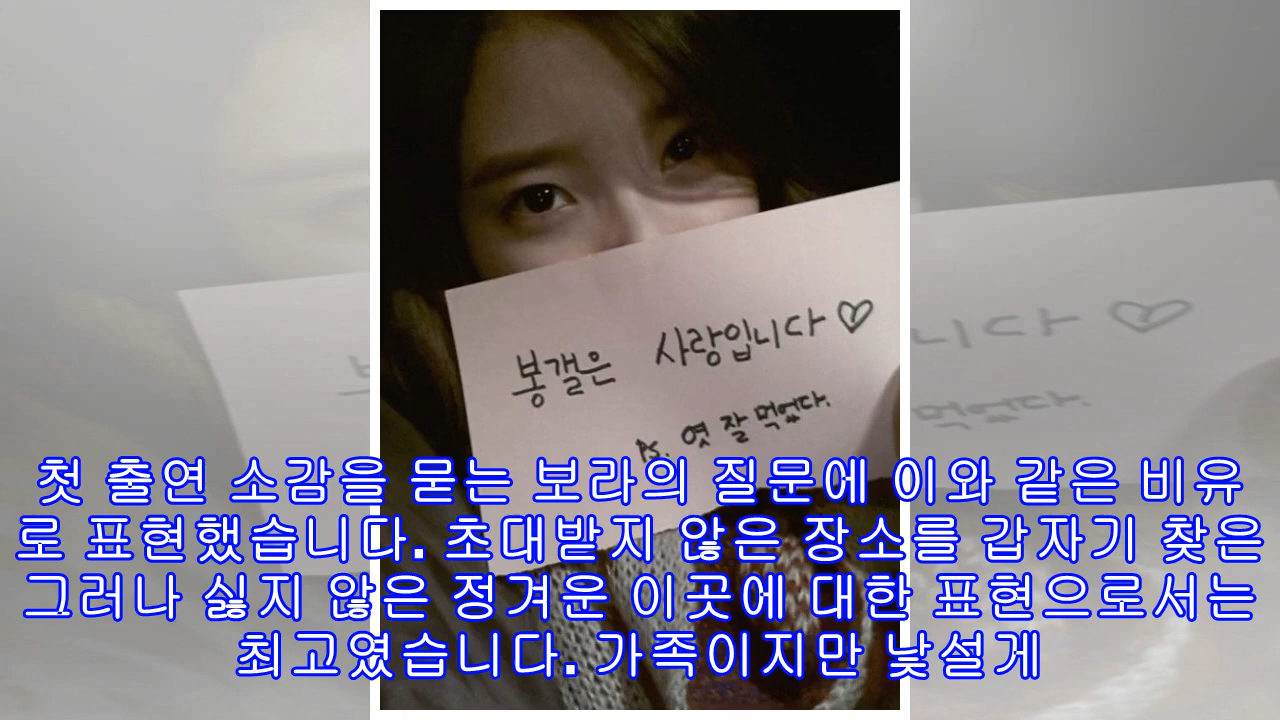 봉갤은 사랑입니다♡
Ps. 엿 잘 먹었다.
첫 출연 소감을 묻는 보라의 질문에 이와 같은 비유
로 표현했습니다. 초대받지 않은 장소를 갑자기 찾은
그러나 싫지 않은 정겨운 이곳에 대한 표현으로서는
최고였습니다. 가족이지만 낯설게